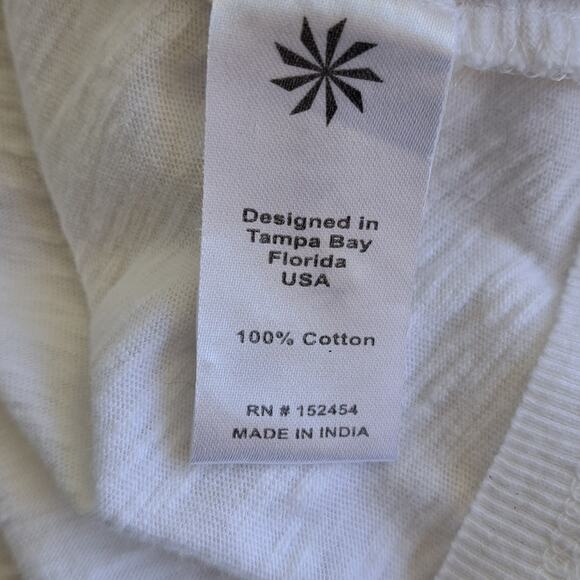 Designed in
Tampa Bay
Florida
USA
100% Cotton
RN # 152454
MADE IN INDIA